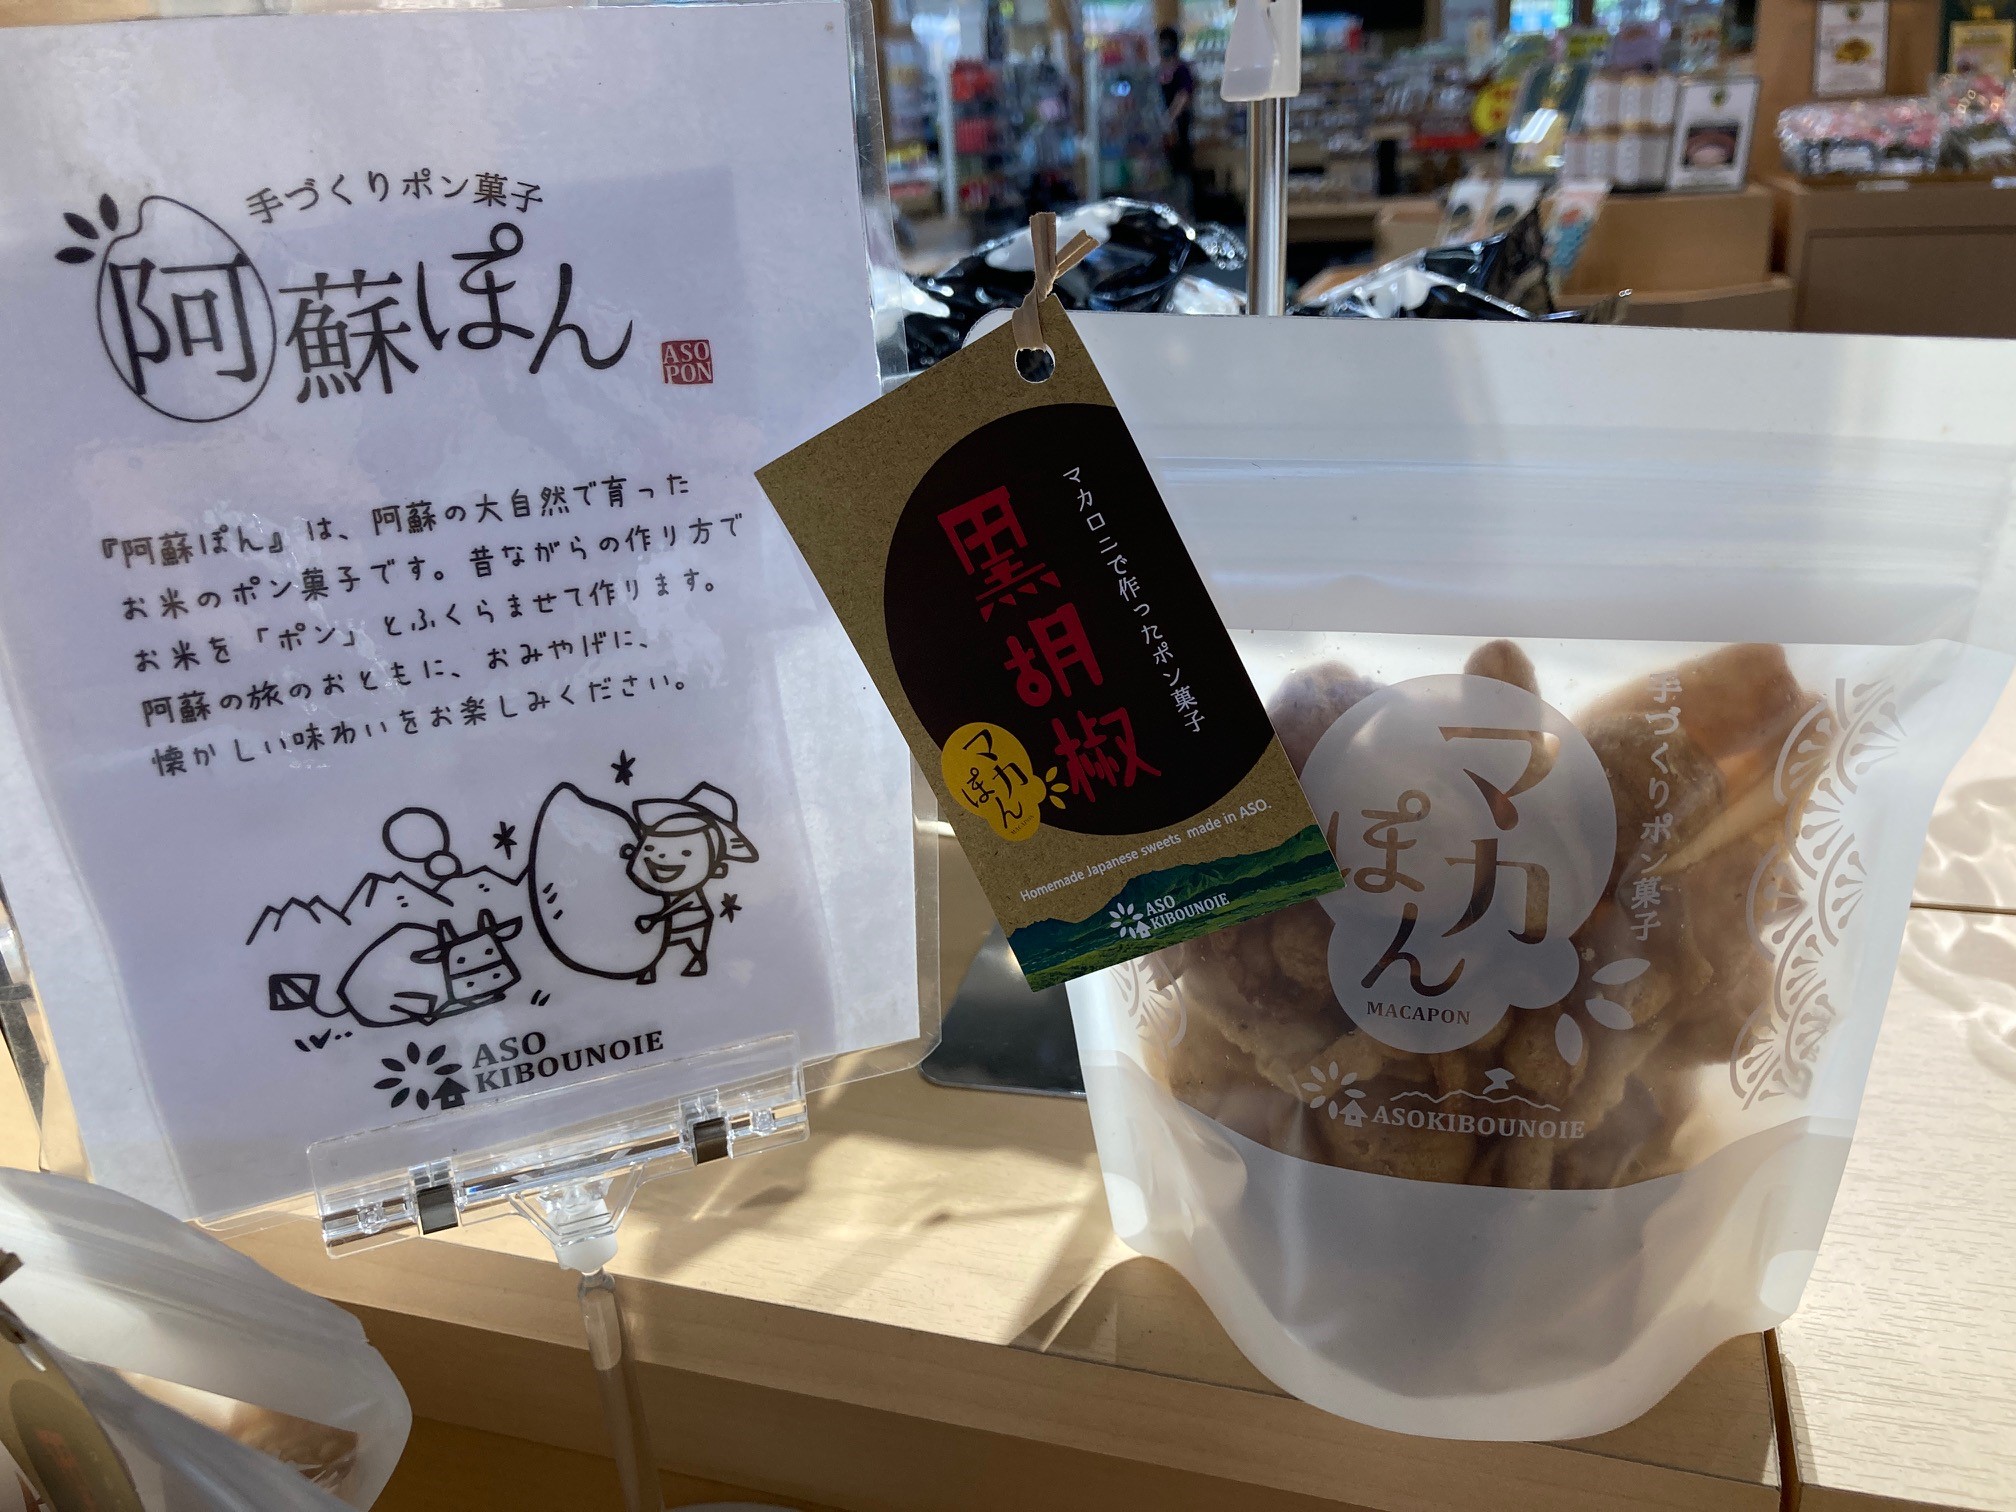 手づくりポン菓子
阿蘇ぽん
ASO
PON
『阿蘇ぽん』は、阿蘇の大自然で育った
お米のポン菓子です。昔ながらの作り方で
お米を「ポン」とふくらませて作ります。
阿蘇の旅のおともに、おみやげに、
懐かしい味わいをお楽しみください。
ASO
KIBOUNOIE
マカロニで作ったポン菓子
黒胡椒
マカ
ぽん
MACAPON
Homemade Japanese sweets made in ASO.
ASO
KIBOUNOIE
手づくりポン菓子
マカ
ぽん
MACAPON
ASOKIBOUNOIE